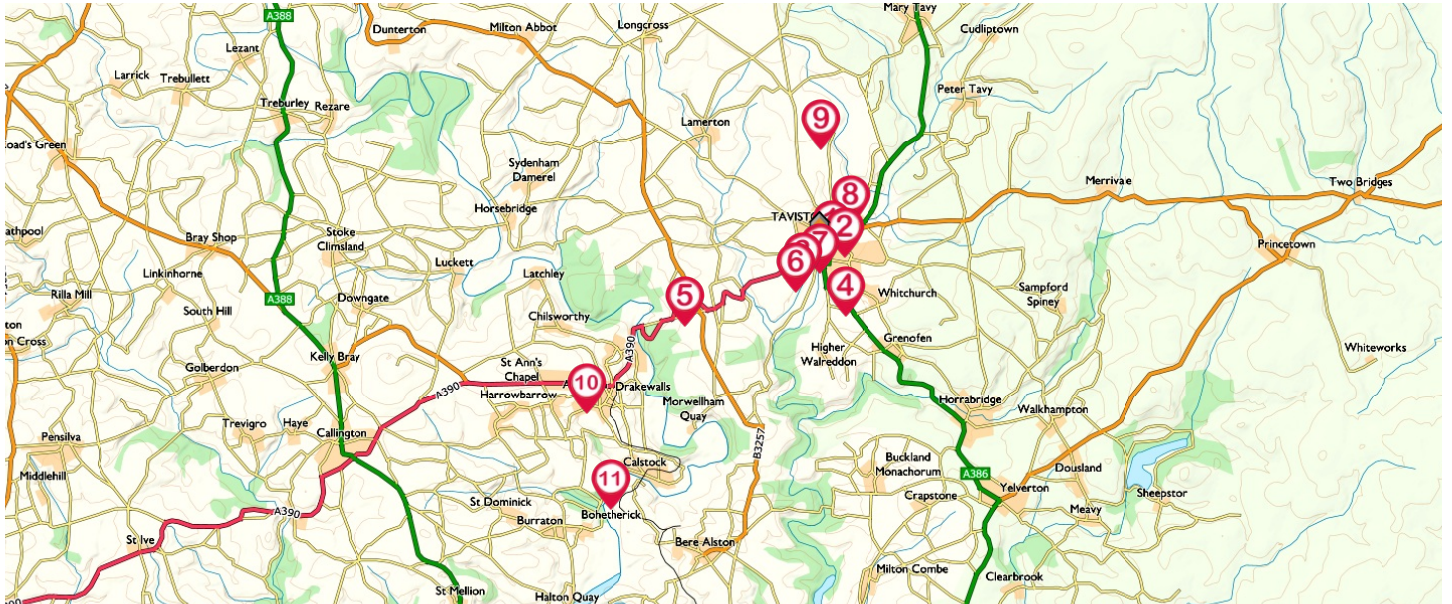 A388
Dunterton
Milton Abbot
Longcross
Mary Tavy
Cudliptown
Lezant
Larrick
Trebullett
Treburley
Rezare
Peter Tavy
Lamerton
9
oad's Green
Sydenham
Damerel
Merrivale
Two Bridges
8
Horsebridge
TAVIST
2
athpool
Bray Shop
Stoke
Climsland
7
Princetown
Luckett
6
Linkinhorne
Latchley
Rilla Mill
A388
Downgate
5
4
Whitchurch
Sampford
Spiney
South Hill
Chilsworthy
ton
on Cross
Higher
Walreddon
Grenofen
Kelly Bray
A390
St Ann's
Chapel
Whiteworks
Golberdon
10
Drakewalls
A390
Harrowbarrow
Morwellham
Quay
Horrabridge
Walkhampton
Trevigro
Haye
Callington
Pensilva
B3257
Buckland
Monachorum
Calstock
Dousland
Middlehill
11
A386
St Dominick
Crapstone
Yelverton
Sheepstor
A390
Burraton
Bohetherick
Meavy
St Ive
Bere Alston
Milton Combe
Clearbrook
St Mellion
Halton Quay